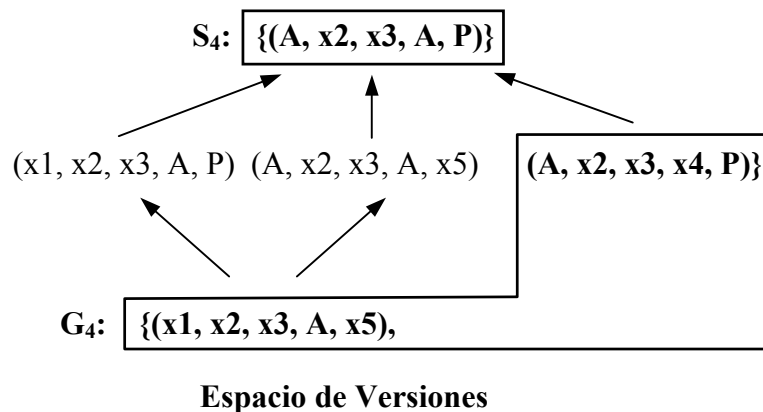 S₄: {(A, x2, x3, A, P)}
(x1, x2, x3, A, P) (A, x2, x3, A, x5) (A, x2, x3, x4, P)}
G₄: {(x1, x2, x3, A, x5),
Espacio de Versiones